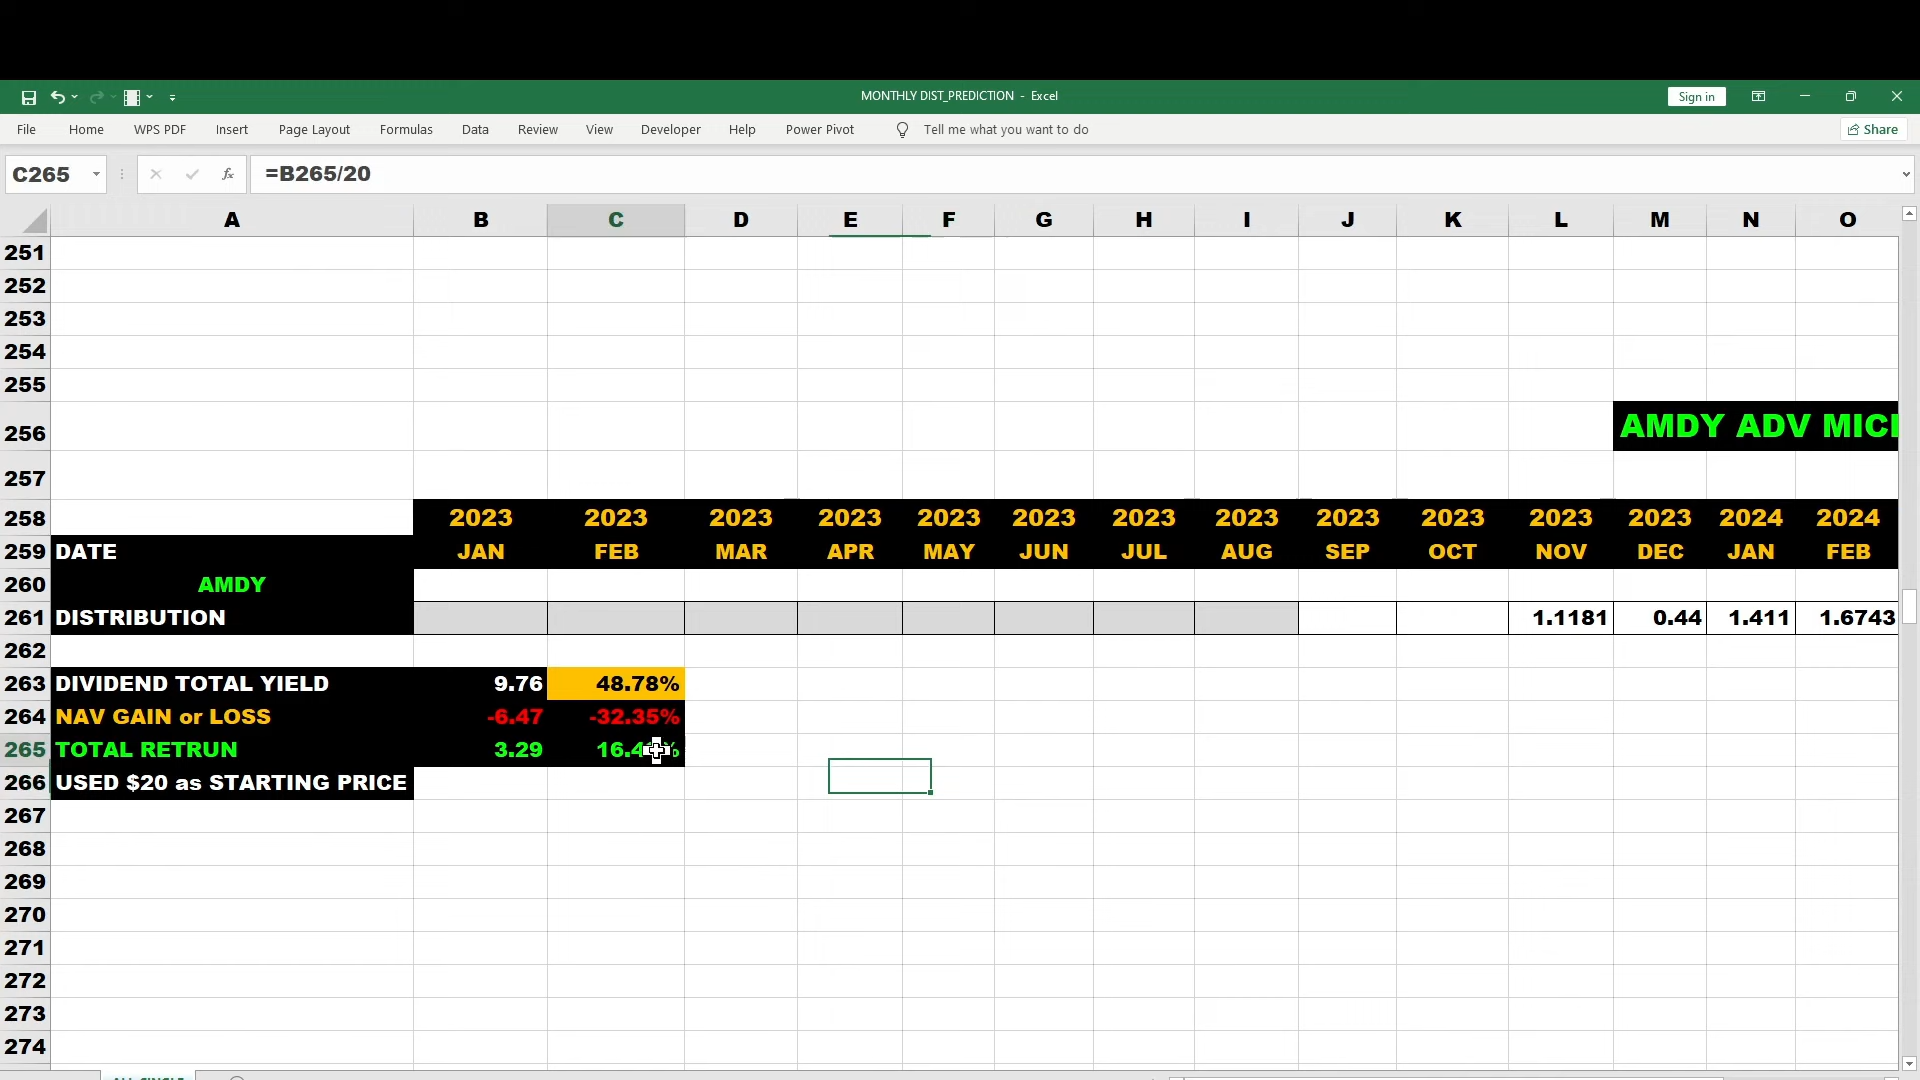 MONTHLY DIST_PREDICTION - Excel
Sign in
File Home WPS PDF Insert Page Layout Formulas Data Review View Developer Help Power Pivot Tell me what you want to do Share
C265 fx =B265/20
A B C D E F G H I J K L M N O
251
252
253
254
255
256 AMDY ADV
257
258 2023 2023 2023 2023 2023 2023 2023 2023 2023 2023 2023 2023 2024 2024
259 DATE JAN FEB MAR APR MAY JUN JUL AUG SEP OCT NOV DEC JAN FEB
260 AMDY
261 DISTRIBUTION 1.1181 0.44 1.411 1.6743
262
263 DIVIDEND TOTAL YIELD 9.76 48.78%
264 NAV GAIN or LOSS -6.47 -32.35%
265 TOTAL RETRUN 3.29
266 USED $20 as STARTING PRICE
267
268
269
270
271
272
273
274